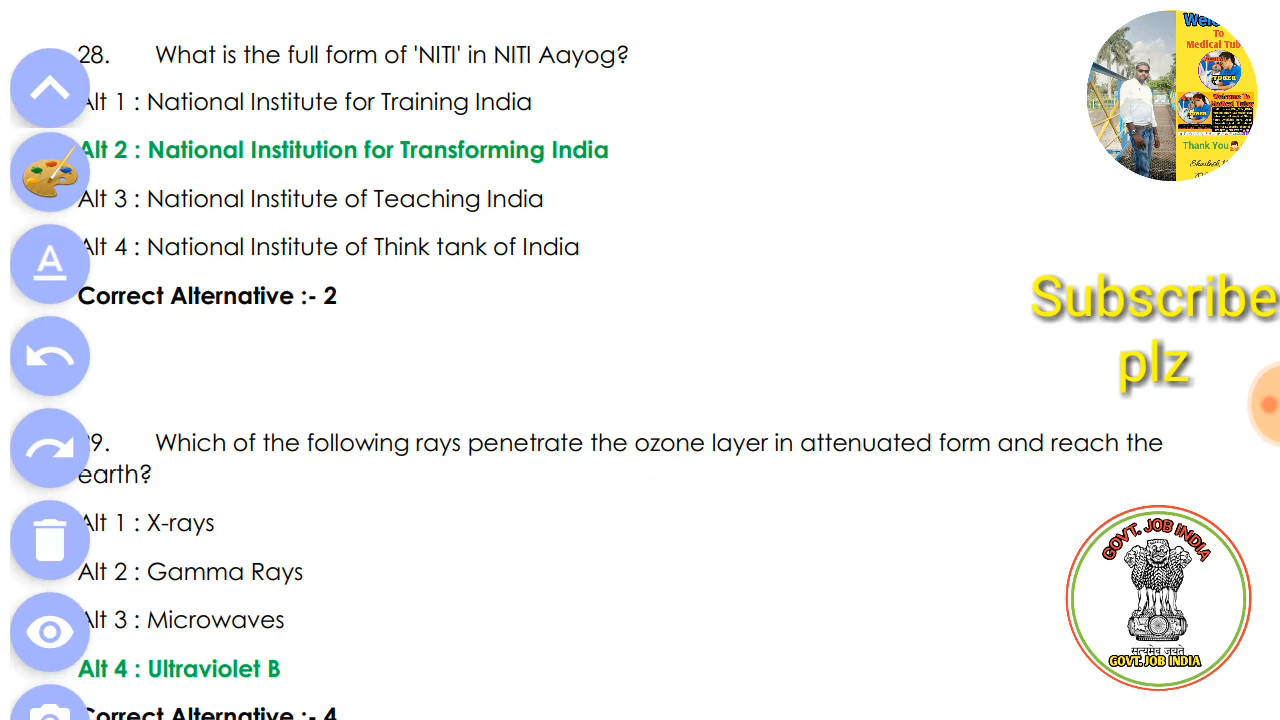 28. What is the full form of 'NITI' in NITI Aayog?
Alt 1 : National Institute for Training India
Alt 2 : National Institution for Transforming India
Alt 3 : National Institute of Teaching India
Alt 4 : National Institute of Think tank of India
Correct Alternative :- 2
To
Medical Tub
Thank You
Subscribe
plz
9. Which of the following rays penetrate the ozone layer in attenuated form and reach the
earth?
Alt 1 : X-rays
Alt 2 : Gamma Rays
Alt 3 : Microwaves
Alt 4 : Ultraviolet B
Correct Alternative :- 4
GOVT. JOB INDIA
सत्यमेव जयते
GOVT. JOB INDIA